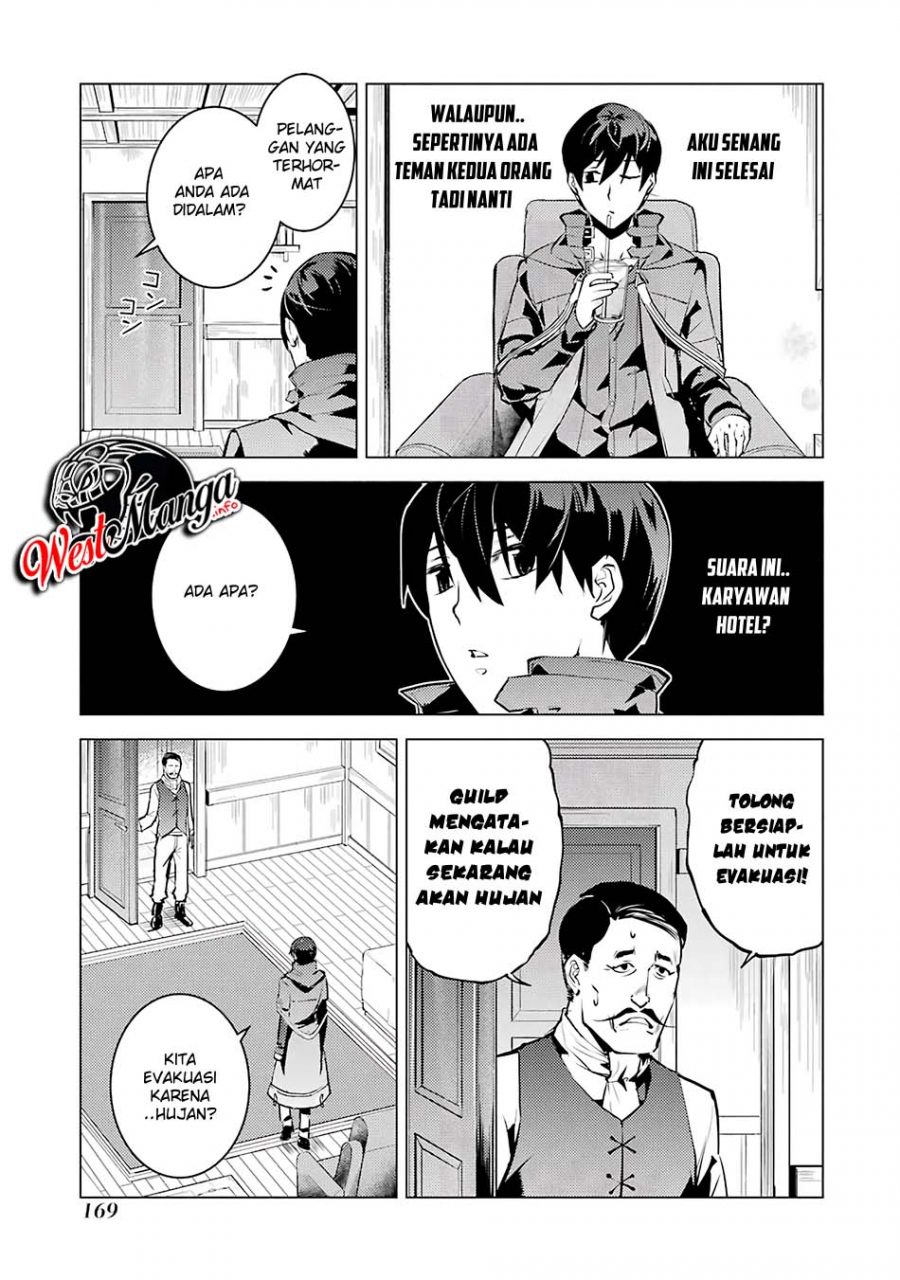 AKU SENANG
INI SELESAI
WALAUPUN..
SEPERTINYA ADA
TEMAN KEDUA ORANG
TADI NANTI
PELANG-
GAN YANG
TERHOR-
MAT
APA
ANDA ADA
DIDALAM?
コン
コン
WestManga
.info
SUARA INI..
KARYAWAN
HOTEL?
ADA APA?
TOLONG
BERSIAP-
LAH UNTUK
EVAKUASI!
GUILD
MENGATA-
KAN KALAU
SEKARANG
AKAN HUJAN
KITA
EVAKUASI
KARENA
..HUJAN?
169